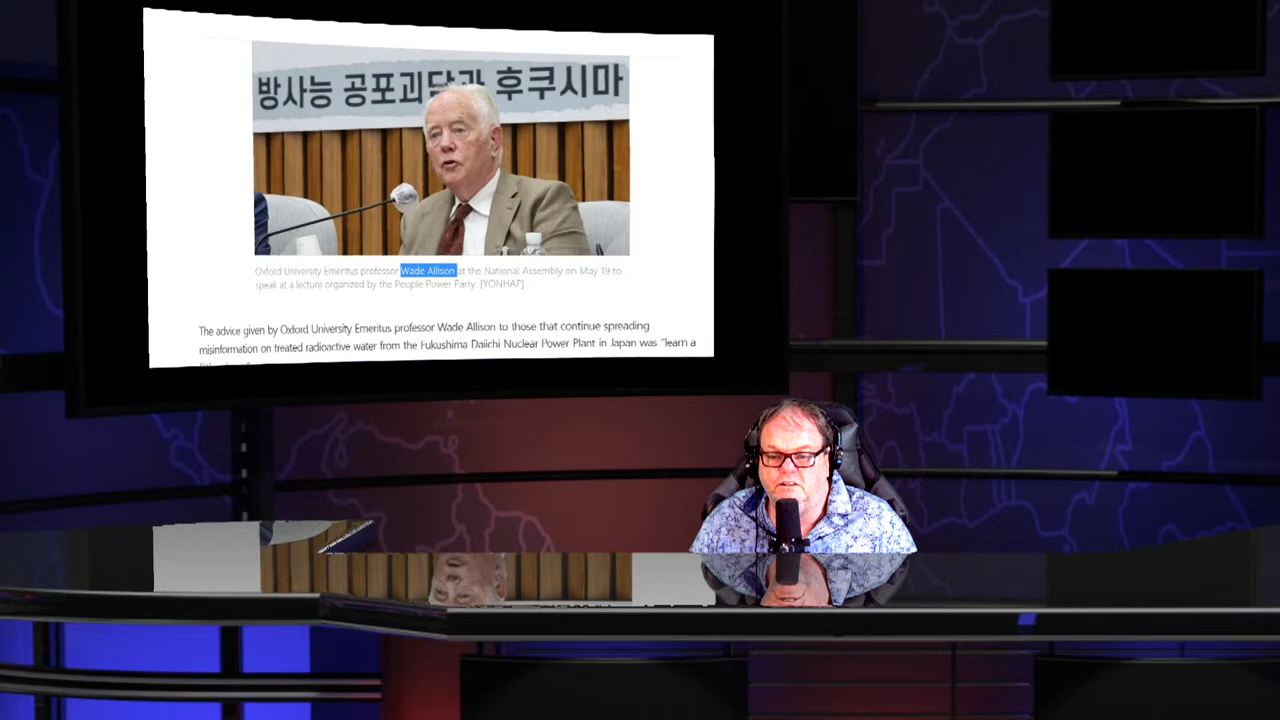 방사능 공포괴담과 후쿠시마
Oxford University Emeritus professor Wade Allison at the National Assembly on May 19 to
speak at a lecture organized by the People Power Party. [YONHAP]
The advice given by Oxford University Emeritus professor Wade Allison to those that continue spreading
misinformation on treated radioactive water from the Fukushima Daiichi Nuclear Power Plant in Japan was "learn a